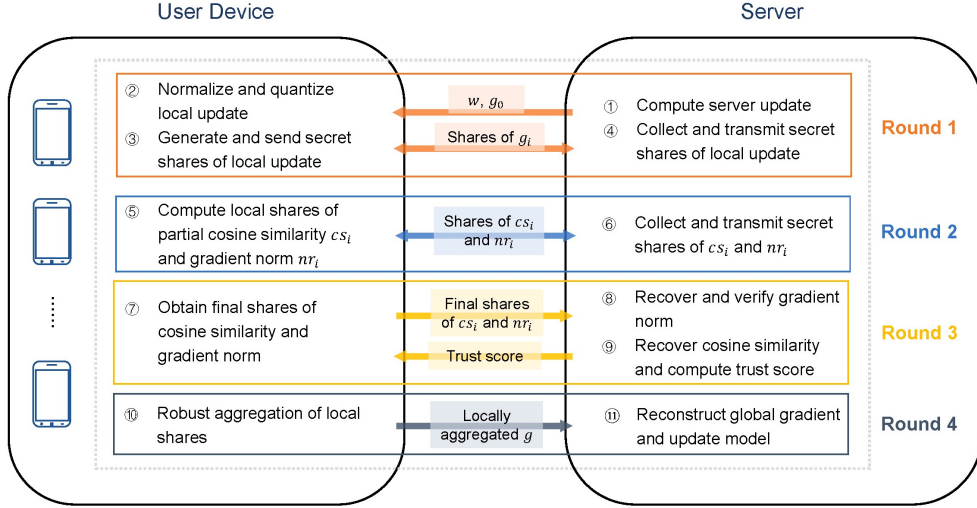 User Device
Server
② Normalize and quantize
local update
③ Generate and send secret
shares of local update
w, g₀
Shares of gᵢ
① Compute server update
④ Collect and transmit secret
shares of local update
Round 1
⑤ Compute local shares of
partial cosine similarity csᵢ
and gradient norm nrᵢ
Shares of csᵢ
and nrᵢ
⑥ Collect and transmit secret
shares of csᵢ and nrᵢ
Round 2
⑦ Obtain final shares of
cosine similarity and
gradient norm
Final shares
of csᵢ and nrᵢ
Trust score
⑧ Recover and verify gradient
norm
⑨ Recover cosine similarity
and compute trust score
Round 3
⑩ Robust aggregation of local
shares
Locally
aggregated g
⑪ Reconstruct global gradient
and update model
Round 4